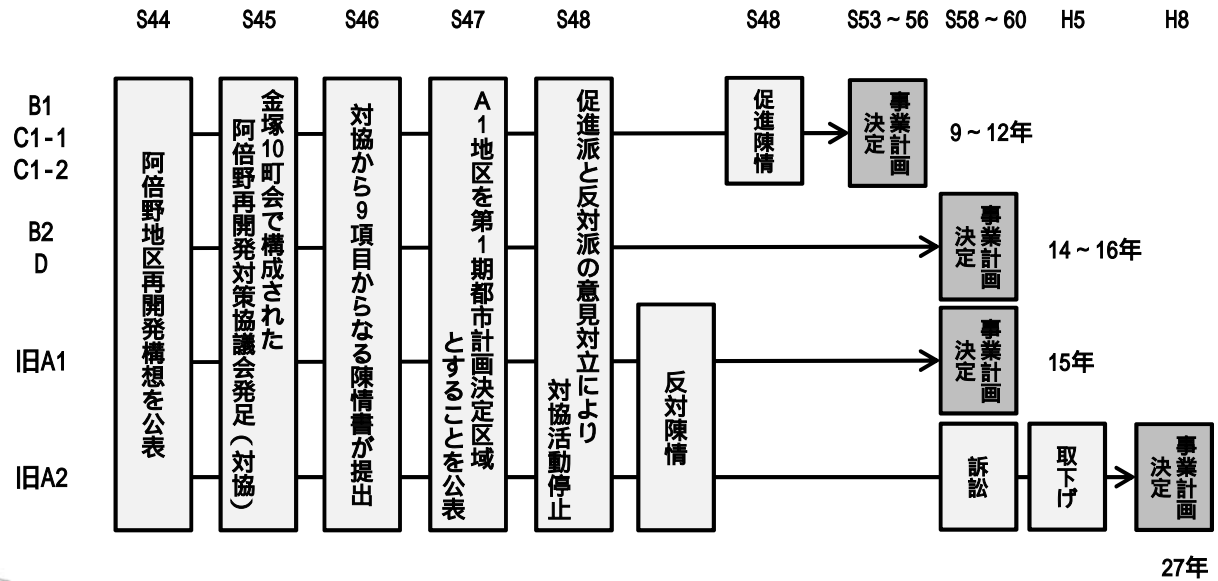 S44
S45
S46
S47
S48
S48
S53～56
S58～60
H5
H8
B1
C1-1
C1-2
B2
D
旧A1
旧A2
阿倍野地区再開発構想を公表
金塚10町会で構成された
阿倍野再開発対策協議会発足(対協)
対協から9項目からなる陳情書が提出
A1地区を第1期都市計画決定区域
とすることを公表
促進派と反対派の意見対立により
対協活動停止
反対陳情
促進陳情
事業計画
決定
9～12年
事業計画
決定
14～16年
事業計画
決定
15年
訴訟
取下げ
事業計画
決定
27年